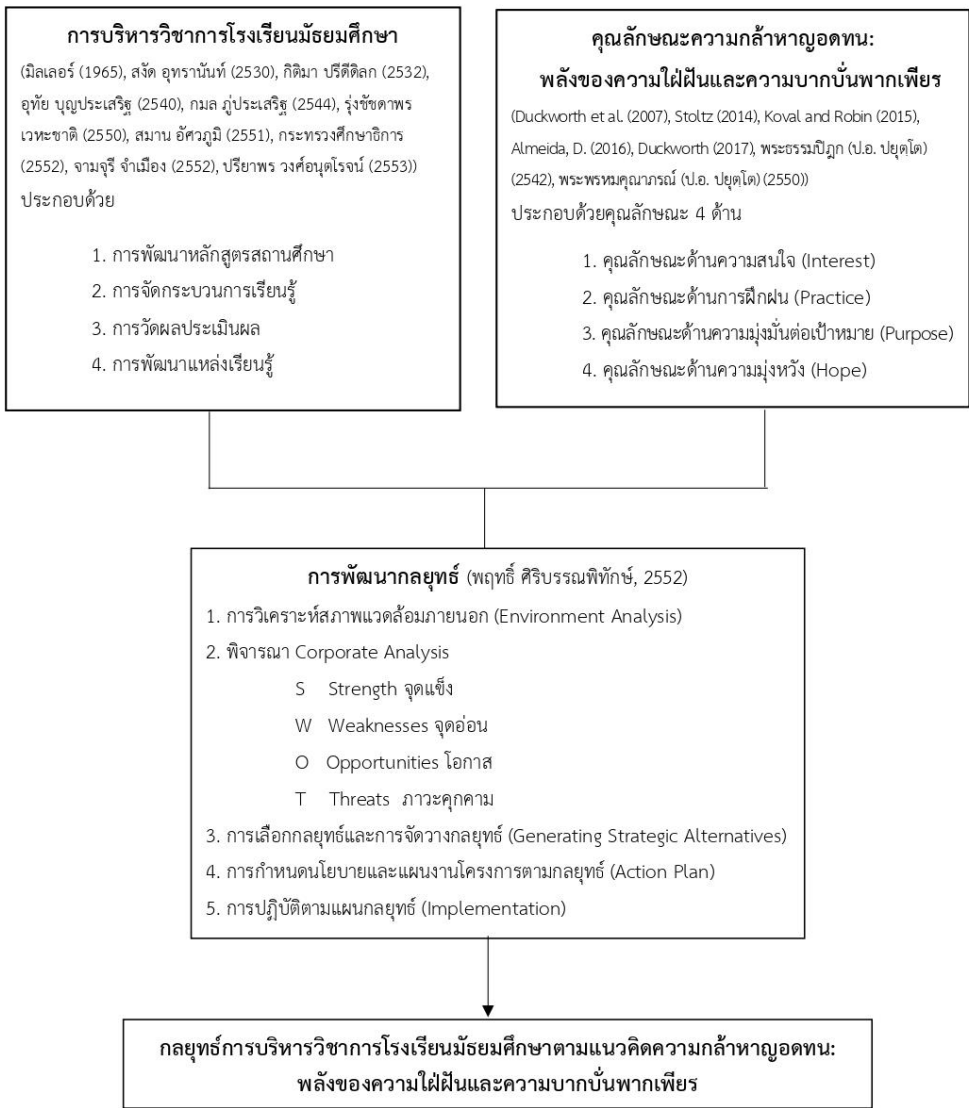 การบริหารวิชาการโรงเรียนมัธยมศึกษา
(มิลเลอร์ (1965), สงัด อุทรานันท์ (2530), กิติมา ปรีดีดิลก (2532),
อุทัย บุญประเสริฐ (2540), กมล ภู่ประเสริฐ (2544), รุ่งชัชดาพร
เวหะชาติ (2550), สมาน อัศวภูมิ (2551), กระทรวงศึกษาธิการ
(2552), จามจุรี จำเมือง (2552), ปรียาพร วงศ์อนุตโรจน์ (2553))
ประกอบด้วย
1. การพัฒนาหลักสูตรสถานศึกษา
2. การจัดกระบวนการเรียนรู้
3. การวัดผลประเมินผล
4. การพัฒนาแหล่งเรียนรู้
คุณลักษณะความกล้าหาญอดทน:
พลังของความใฝ่ฝันและความบากบั่นพากเพียร
(Duckworth et al. (2007), Stoltz (2014), Koval and Robin (2015),
Almeida, D. (2016), Duckworth (2017), พระธรรมปิฎก (ป.อ. ปยุตฺโต)
(2542), พระพรหมคุณาภรณ์ (ป.อ. ปยุตฺโต) (2550))
ประกอบด้วยคุณลักษณะ 4 ด้าน
1. คุณลักษณะด้านความสนใจ (Interest)
2. คุณลักษณะด้านการฝึกฝน (Practice)
3. คุณลักษณะด้านความมุ่งมั่นต่อเป้าหมาย (Purpose)
4. คุณลักษณะด้านความมุ่งหวัง (Hope)
การพัฒนากลยุทธ์ (พฤทธิ์ ศิริบรรณพิทักษ์, 2552)
1. การวิเคราะห์สภาพแวดล้อมภายนอก (Environment Analysis)
2. พิจารณา Corporate Analysis
S Strength จุดแข็ง
W Weaknesses จุดอ่อน
O Opportunities โอกาส
T Threats ภาวะคุกคาม
3. การเลือกกลยุทธ์และการจัดวางกลยุทธ์ (Generating Strategic Alternatives)
4. การกำหนดนโยบายและแผนงานโครงการตามกลยุทธ์ (Action Plan)
5. การปฏิบัติตามแผนกลยุทธ์ (Implementation)
กลยุทธ์การบริหารวิชาการโรงเรียนมัธยมศึกษาตามแนวคิดความกล้าหาญอดทน:
พลังของความใฝ่ฝันและความบากบั่นพากเพียร